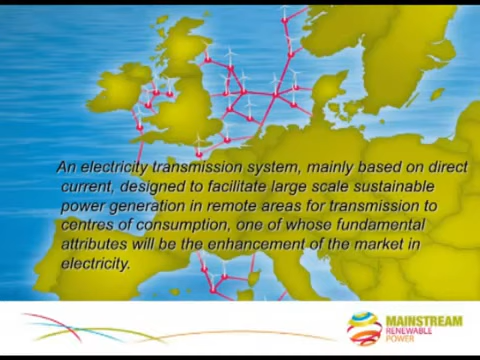 An electricity transmission system, mainly based on direct
current, designed to facilitate large scale sustainable
power generation in remote areas for transmission to
centres of consumption, one of whose fundamental
attributes will be the enhancement of the market in
electricity.
MAINSTREAM
RENEWABLE
POWER